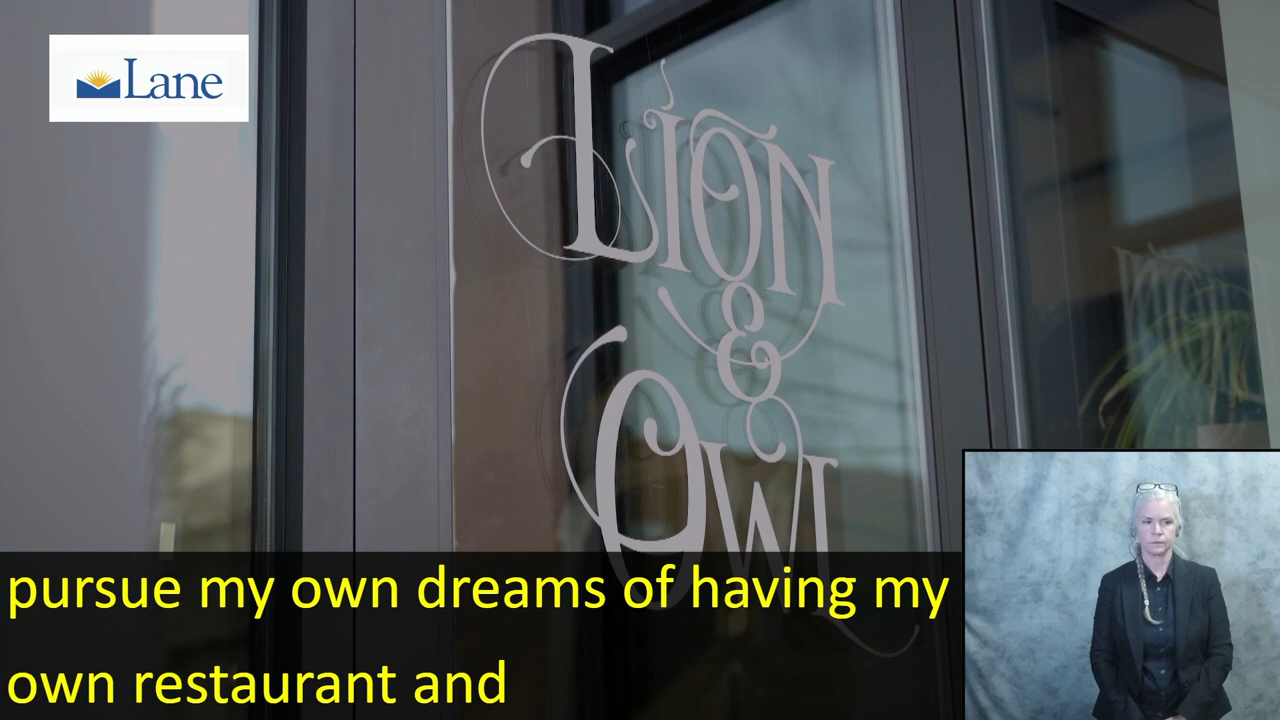 Lane
LION
&
OWL
pursue my own dreams of having my
own restaurant and